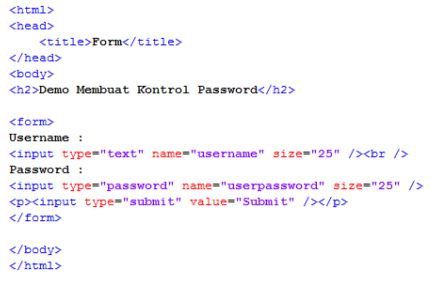 <html>
<head>
<title>Form</title>
</head>
<body>
<h2>Demo Membuat Kontrol Password</h2>
<form>
Username :
<input type="text" name="username" size="25" /><br />
Password :
<input type="password" name="userpassword" size="25" />
<p><input type="submit" value="Submit" /></p>
</form>
</body>
</html>